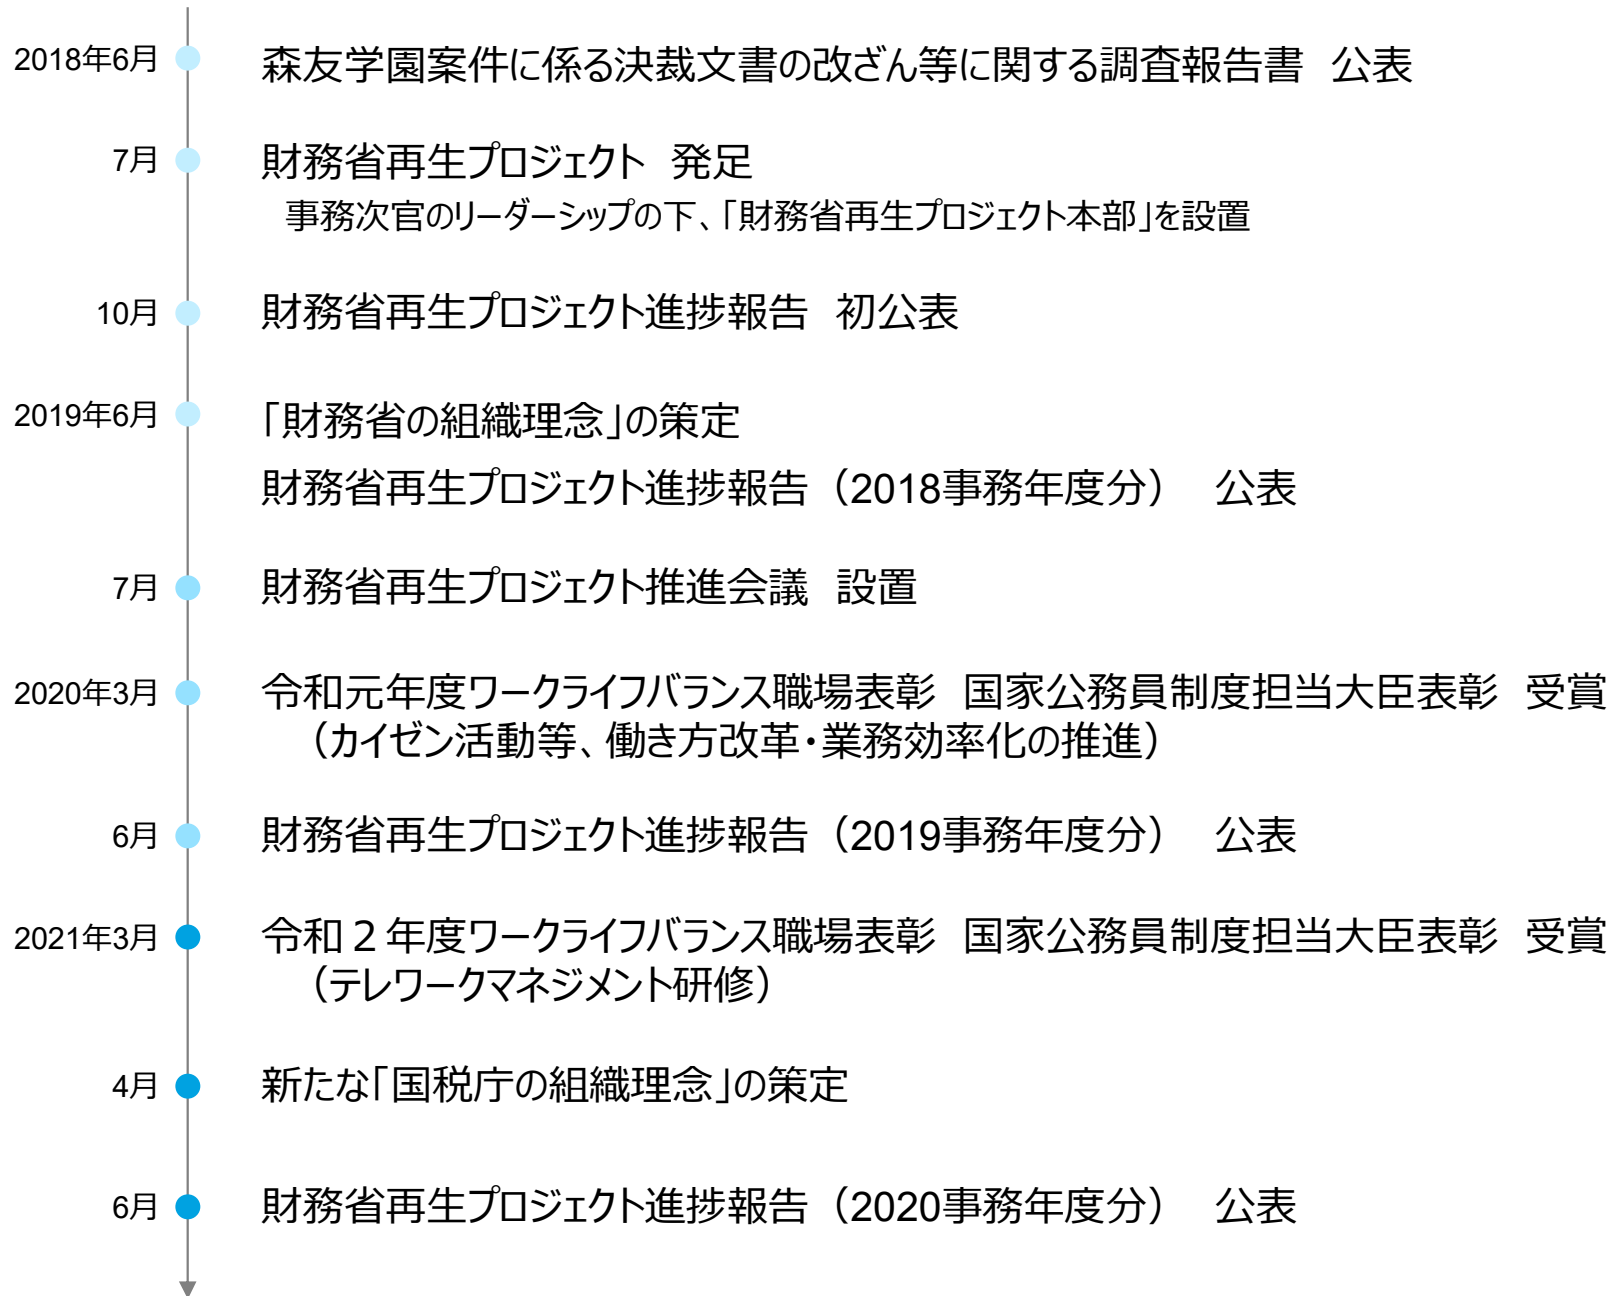 2018年6月 森友学園案件に係る決裁文書の改ざん等に関する調査報告書　公表
7月 財務省再生プロジェクト　発足
事務次官のリーダーシップの下、「財務省再生プロジェクト本部」を設置
10月 財務省再生プロジェクト進捗報告　初公表
2019年6月 「財務省の組織理念」の策定
財務省再生プロジェクト進捗報告（2018事務年度分）　公表
7月 財務省再生プロジェクト推進会議　設置
2020年3月 令和元年度ワークライフバランス職場表彰　国家公務員制度担当大臣表彰　受賞
（カイゼン活動等、働き方改革・業務効率化の推進）
6月 財務省再生プロジェクト進捗報告（2019事務年度分）　公表
2021年3月 令和２年度ワークライフバランス職場表彰　国家公務員制度担当大臣表彰　受賞
（テレワークマネジメント研修）
4月 新たな「国税庁の組織理念」の策定
6月 財務省再生プロジェクト進捗報告（2020事務年度分）　公表